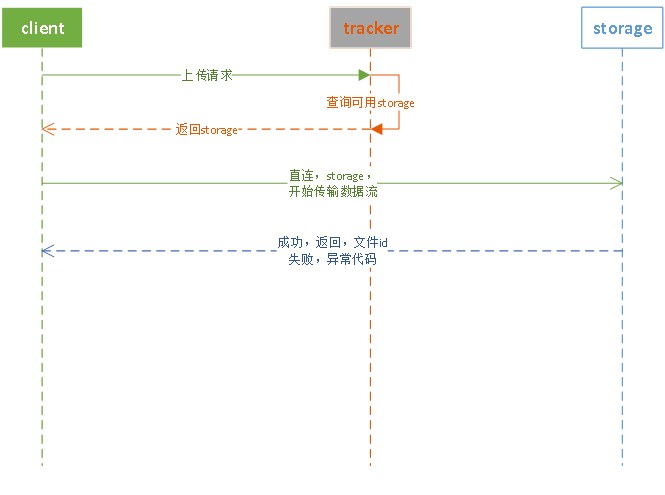 client
tracker
storage
上传请求
查询可用storage
返回storage
直连，storage，
开始传输数据流
成功，返回，文件id
失败，异常代码